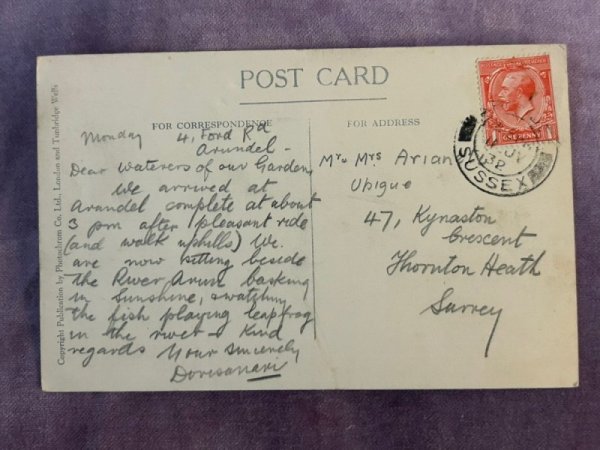 POST CARD
FOR CORRESPONDENCE
FOR ADDRESS
Copyright Publication by Photochrom Co. Ltd., London and Tunbridge Wells
Monday 4, Ford Rd
Arundel -
Dear Waterers of our Garden,
We arrived at
Arundel complete at about
3 pm after (pleasant ride
(and walk uphills) We
are now sitting beside
the River Arun basking
in sunshine, swatching
the fish playing leapfrog
in the river - Kind
regards Your sincerely
Mr & Mrs Arian
Ubique
47, Kynaston
Crescent
Thornton Heath
Surrey
ONE PENNY
SUSSEX